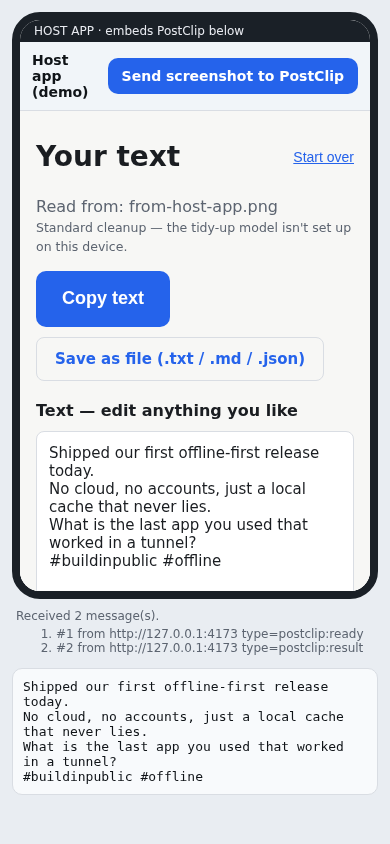 HOST APP · embeds PostClip below
Host
app
(demo)
Send screenshot to PostClip
Your text
Start over
Read from: from-host-app.png
Standard cleanup — the tidy-up model isn't set up
on this device.
Copy text
Save as file (.txt / .md / .json)
Text — edit anything you like
Shipped our first offline-first release
today.
No cloud, no accounts, just a local
cache that never lies.
What is the last app you used that
worked in a tunnel?
#buildinpublic #offline
Received 2 message(s).
1. #1 from http://127.0.0.1:4173 type=postclip:ready
2. #2 from http://127.0.0.1:4173 type=postclip:result
Shipped our first offline-first release
today.
No cloud, no accounts, just a local cache
that never lies.
What is the last app you used that worked
in a tunnel?
#buildinpublic #offline